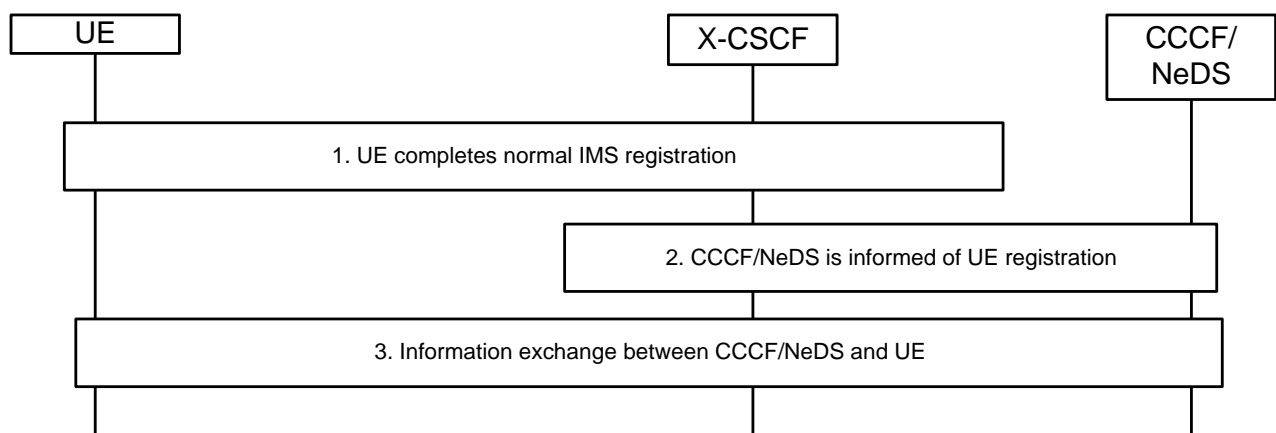 UE
X-CSCF
CCCF/
NeDS
1. UE completes normal IMS registration
2. CCCF/NeDS is informed of UE registration
3. Information exchange between CCCF/NeDS and UE